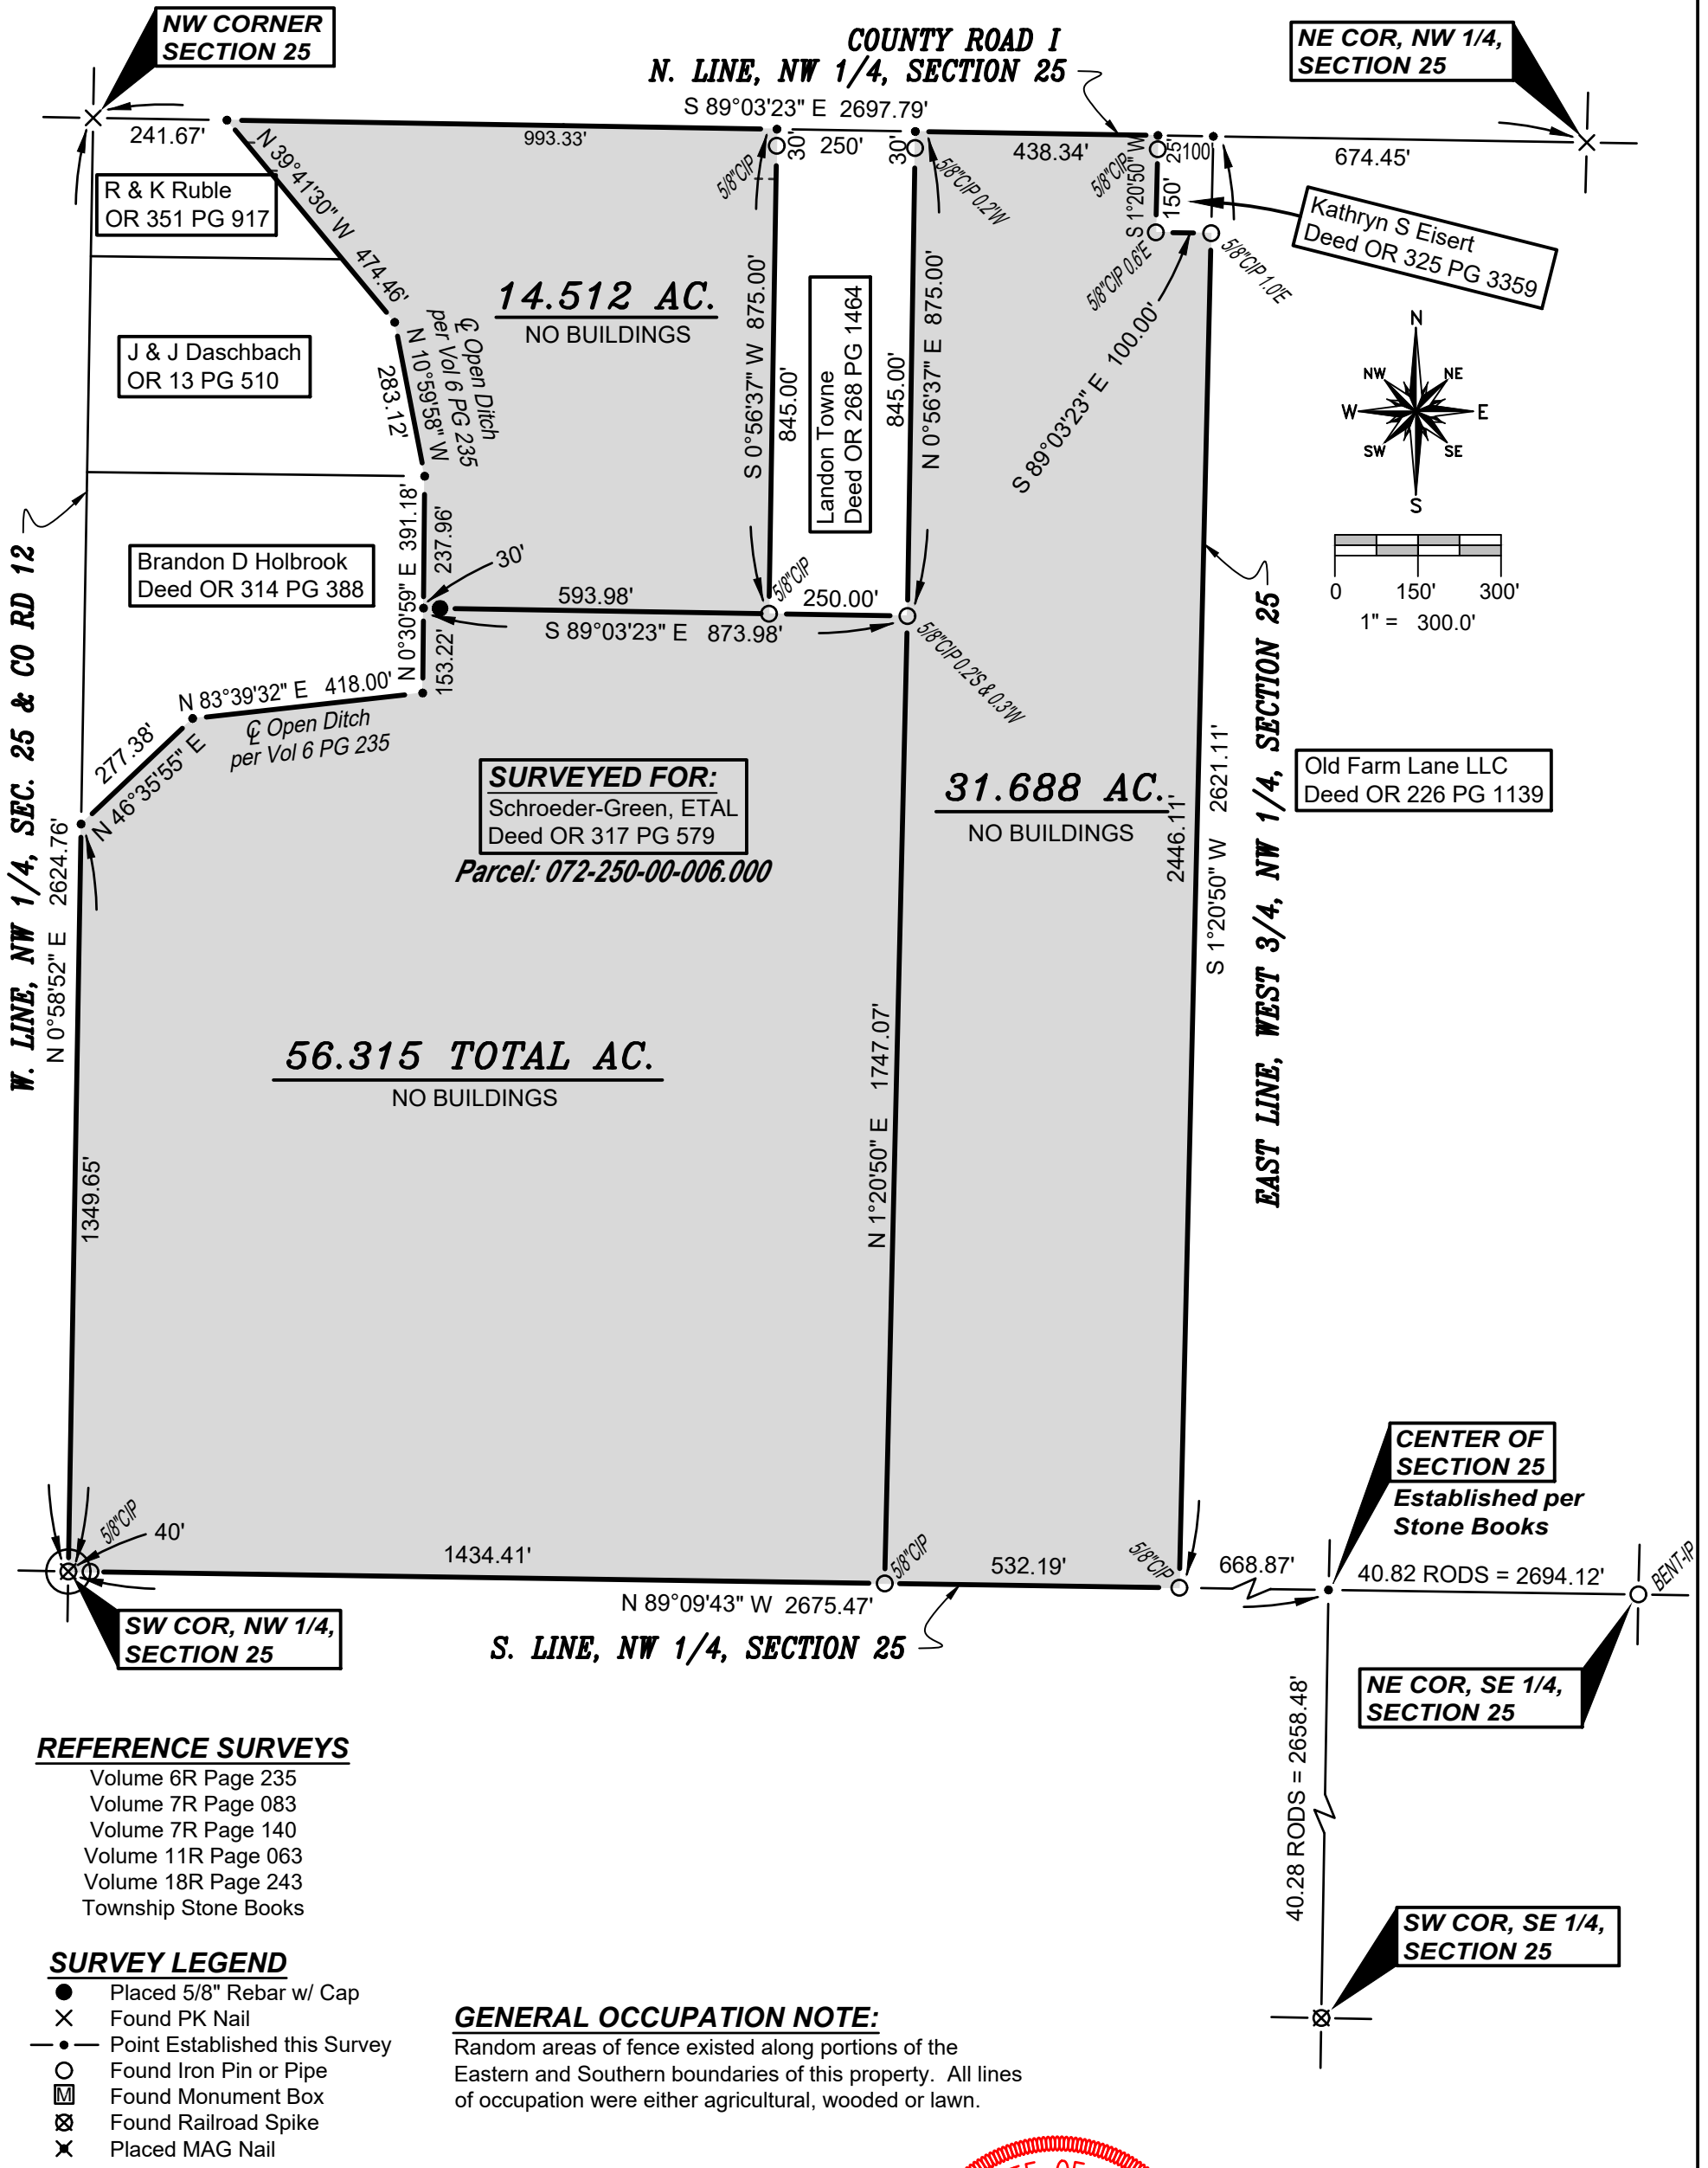 NW CORNER
SECTION 25
COUNTY ROAD I
N. LINE, NW 1/4, SECTION 25
NE COR, NW 1/4,
SECTION 25
S 89°03'23" E 2697.79'
241.67'
993.33'
30'
250'
30'
438.34'
25'
100'
674.45'
N 39°41'30" W 474.46'
5/8"CIP
5/8"CIP 0.2'W
5/8"CIP
S 1°20'50" W
150'
R & K Ruble
OR 351 PG 917
Kathryn S Eisert
Deed OR 325 PG 3359
5/8"CIP 0.6'E
5/8"CIP 1.0'E
14.512 AC.
NO BUILDINGS
S 0°56'37" W 875.00'
845.00'
Landon Towne
Deed OR 268 PG 1464
845.00'
N 0°56'37" E 875.00'
S 89°03'23" E 100.00'
J & J Daschbach
OR 13 PG 510
283.12'
N 10°59'58" W
℄ Open Ditch
per Vol 6 PG 235
N
NW
NE
W
E
SW
SE
S
Brandon D Holbrook
Deed OR 314 PG 388
N 0°30'59" E 391.18'
237.96'
30'
593.98'
5/8"CIP
250.00'
S 89°03'23" E 873.98'
5/8"CIP 0.2'S & 0.3'W
0 150' 300'
1" = 300.0'
153.22'
N 83°39'32" E 418.00'
℄ Open Ditch
per Vol 6 PG 235
277.38'
N 46°35'55" E
W. LINE, NW 1/4, SEC. 25 & CO RD 12
N 0°58'52" E 2624.76'
SURVEYED FOR:
Schroeder-Green, ETAL
Deed OR 317 PG 579
Parcel: 072-250-00-006.000
31.688 AC.
NO BUILDINGS
2446.11'
S 1°20'50" W 2621.11'
EAST LINE, WEST 3/4, NW 1/4, SECTION 25
Old Farm Lane LLC
Deed OR 226 PG 1139
56.315 TOTAL AC.
NO BUILDINGS
N 1°20'50" E 1747.07'
1349.65'
CENTER OF
SECTION 25
Established per
Stone Books
5/8"CIP
40'
1434.41'
5/8"CIP
532.19'
5/8"CIP
668.87'
40.82 RODS = 2694.12'
BENT-IP
N 89°09'43" W 2675.47'
SW COR, NW 1/4,
SECTION 25
S. LINE, NW 1/4, SECTION 25
NE COR, SE 1/4,
SECTION 25
40.28 RODS = 2658.48'
SW COR, SE 1/4,
SECTION 25
REFERENCE SURVEYS
Volume 6R Page 235
Volume 7R Page 083
Volume 7R Page 140
Volume 11R Page 063
Volume 18R Page 243
Township Stone Books
SURVEY LEGEND
Placed 5/8" Rebar w/ Cap
Found PK Nail
Point Established this Survey
Found Iron Pin or Pipe
M Found Monument Box
Found Railroad Spike
Placed MAG Nail
GENERAL OCCUPATION NOTE:
Random areas of fence existed along portions of the
Eastern and Southern boundaries of this property. All lines
of occupation were either agricultural, wooded or lawn.